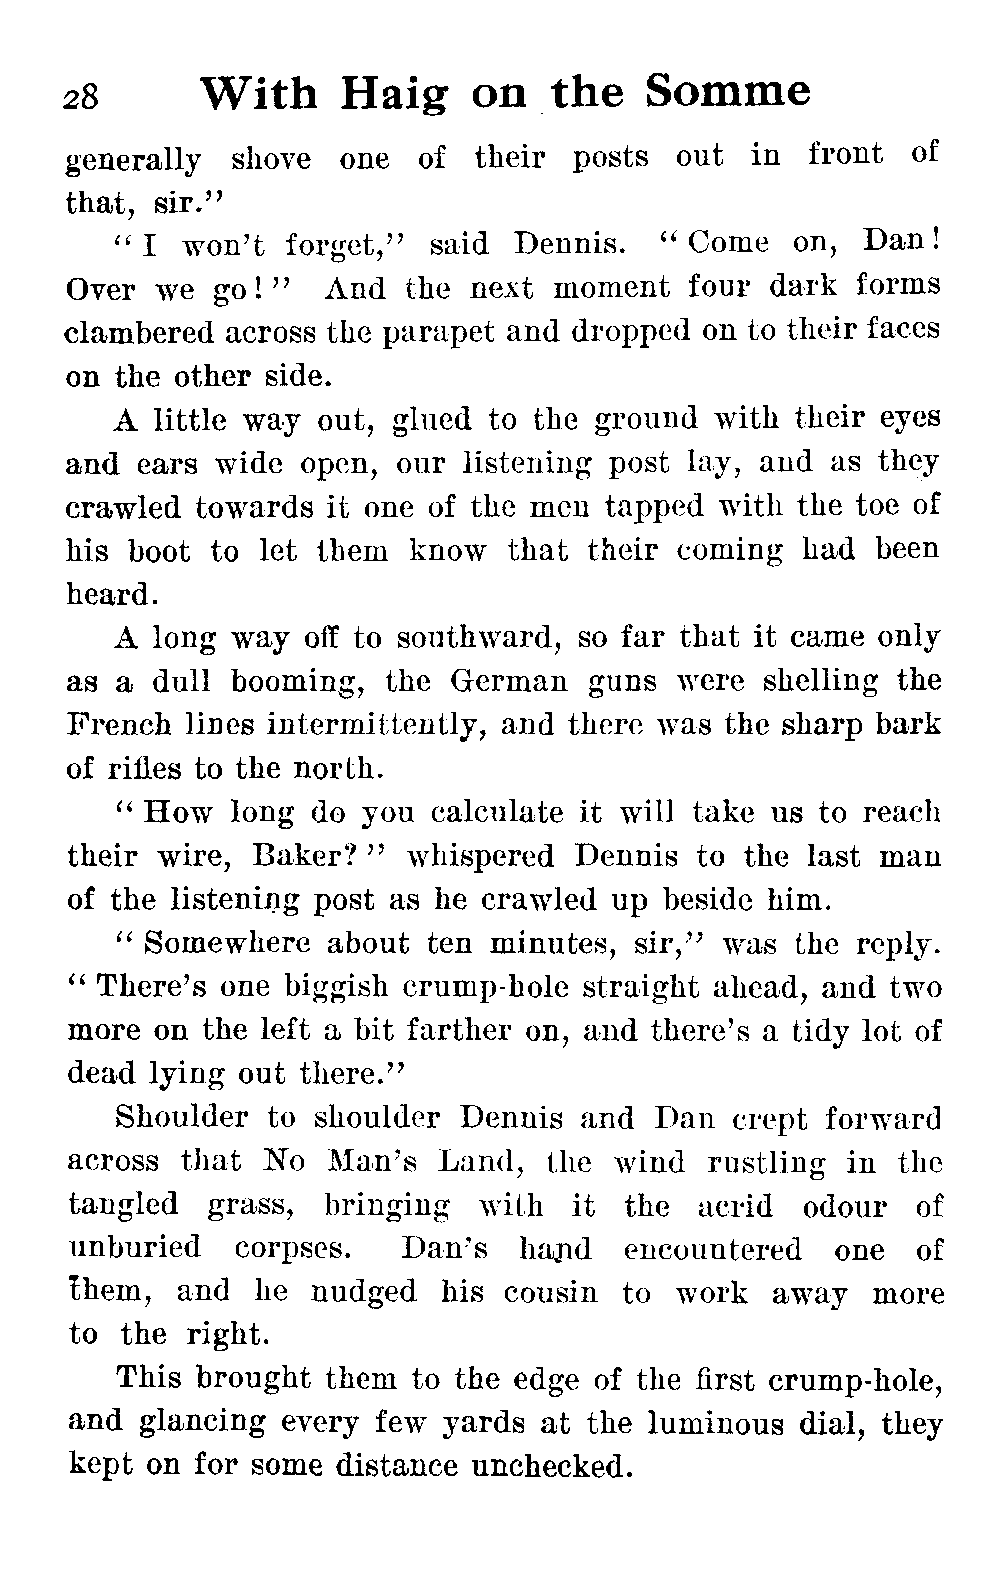 28 With Haig on the Somme
generally shove one of their posts out in front of
that, sir."
"I won't forget," said Dennis. "Come on, Dan!
Over we go!" And the next moment four dark forms
clambered across the parapet and dropped on to their faces
on the other side.
A little way out, glued to the ground with their eyes
and ears wide open, our listening post lay, and as they
crawled towards it one of the men tapped with the toe of
his boot to let them know that their coming had been
heard.
A long way off to southward, so far that it came only
as a dull booming, the German guns were shelling the
French lines intermittently, and there was the sharp bark
of rifles to the north.
"How long do you calculate it will take us to reach
their wire, Baker?" whispered Dennis to the last man
of the listening post as he crawled up beside him.
"Somewhere about ten minutes, sir," was the reply.
"There's one biggish crump-hole straight ahead, and two
more on the left a bit farther on, and there's a tidy lot of
dead lying out there."
Shoulder to shoulder Dennis and Dan crept forward
across that No Man's Land, the wind rustling in the
tangled grass, bringing with it the acrid odour of
unburied corpses. Dan's hand encountered one of
them, and he nudged his cousin to work away more
to the right.
This brought them to the edge of the first crump-hole,
and glancing every few yards at the luminous dial, they
kept on for some distance unchecked.